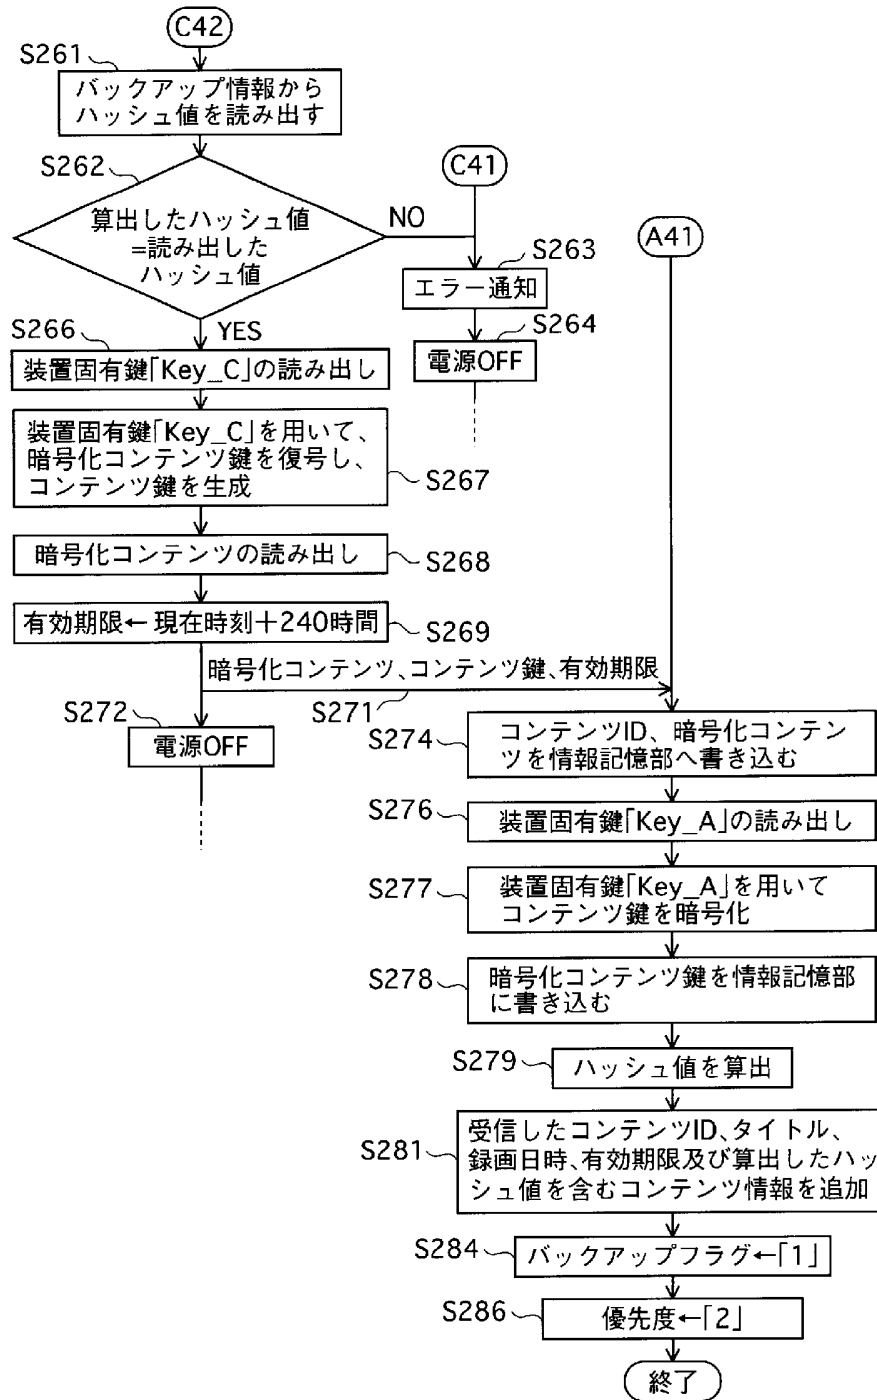 C42
S261
バックアップ情報から
ハッシュ値を読み出す
S262
算出したハッシュ値
=読み出した
ハッシュ値
NO
YES
C41
S263
エラー通知
S264
電源OFF
A41
S266
装置固有鍵「Key_C」の読み出し
装置固有鍵「Key_C」を用いて、
暗号化コンテンツ鍵を復号し、
コンテンツ鍵を生成
S267
暗号化コンテンツの読み出し
S268
有効期限←現在時刻+240時間
S269
暗号化コンテンツ、コンテンツ鍵、有効期限
S271
S272
電源OFF
S274
コンテンツID、暗号化コンテン
ツを情報記憶部へ書き込む
S276
装置固有鍵「Key_A」の読み出し
S277
装置固有鍵「Key_A」を用いて
コンテンツ鍵を暗号化
S278
暗号化コンテンツ鍵を情報記憶部
に書き込む
S279
ハッシュ値を算出
S281
受信したコンテンツID、タイトル、
録画日時、有効期限及び算出したハッ
シュ値を含むコンテンツ情報を追加
S284
バックアップフラグ←「1」
S286
優先度←「2」
終了